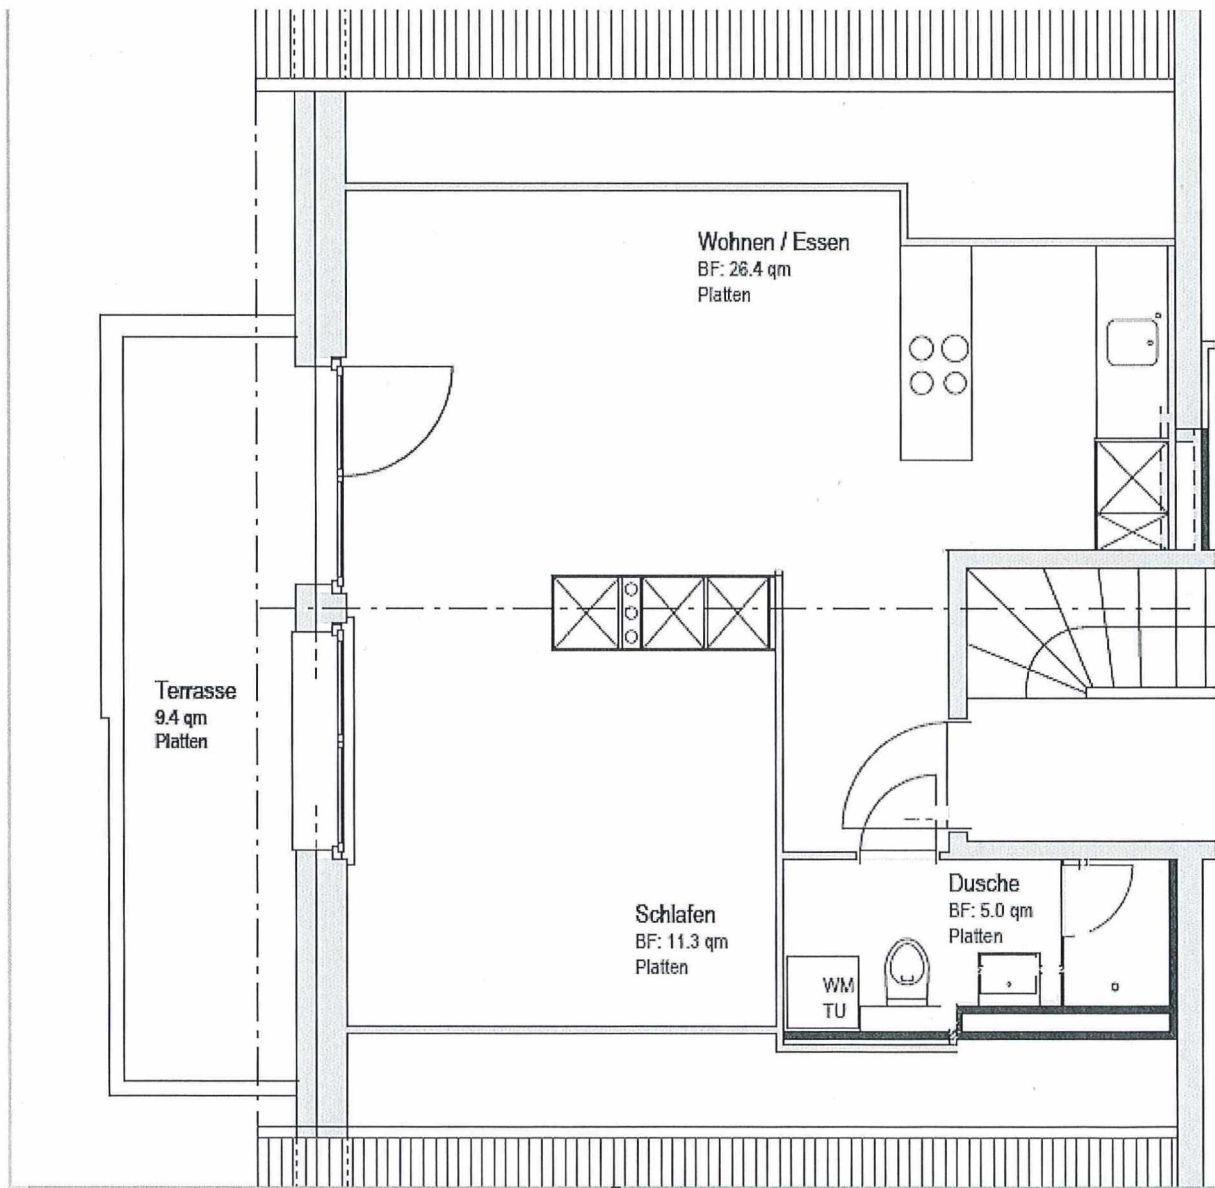 Wohnen / Essen
BF: 26.4 qm
Platten
Terrasse
9.4 qm
Platten
Schlafen
BF: 11.3 qm
Platten
Dusche
BF: 5.0 qm
Platten
WM
TU